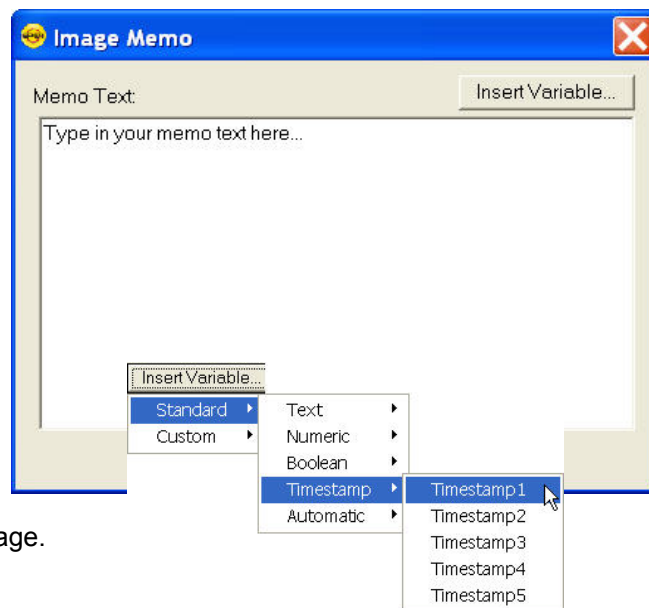 Image Memo
Memo Text:
Insert Variable...
Type in your memo text here...
Insert Variable...
Standard
Custom
Text
Numeric
Boolean
Timestamp
Automatic
Timestamp1
Timestamp2
Timestamp3
Timestamp4
Timestamp5
age.